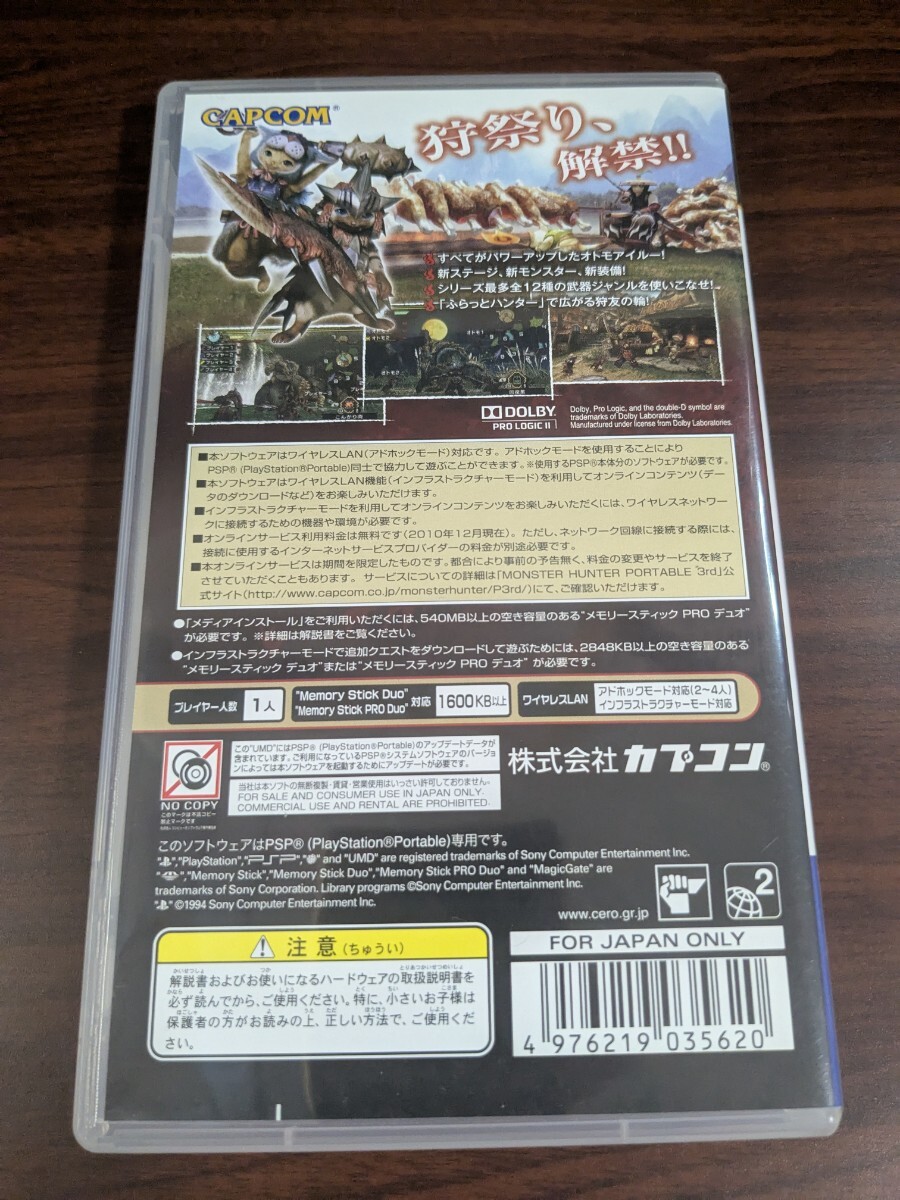 CAPCOM®
狩祭り、
解禁!!
すべてがパワーアップしたオトモアイルー!
新ステージ、新モンスター、新装備!
シリーズ最多全12種の武器ジャンルを使いこなせ!
「ふらっとハンター」で広がる狩友の輪!
DOLBY
PRO LOGIC II
Dolby, Pro Logic, and the double-D symbol are
trademarks of Dolby Laboratories.
Manufactured under license from Dolby Laboratories.
■本ソフトウェアはワイヤレスLAN(アドホックモード)対応です。アドホックモードを使用することにより
PSP®(PlayStation®Portable)同士で協力して遊ぶことができます。※使用するPSP®本体分のソフトウェアが必要です。
■本ソフトウェアはワイヤレスLAN機能(インフラストラクチャーモード)を利用してオンラインコンテンツ(デー
タのダウンロードなど)をお楽しみいただけます。
■インフラストラクチャーモードを利用してオンラインコンテンツをお楽しみいただくには、ワイヤレスネットワー
クに接続するための機器や環境が必要です。
■オンラインサービス利用料金は無料です(2010年12月現在)。ただし、ネットワーク回線に接続する際には、
接続に使用するインターネットサービスプロバイダーの料金が別途必要です。
■本オンラインサービスは期間を限定したものです。都合により事前の予告無く、料金の変更やサービスを終了
させていただくこともあります。サービスについての詳細は「MONSTER HUNTER PORTABLE 3rd」公
式サイト(http://www.capcom.co.jp/monsterhunter/P3rd/)にて、ご確認いただけます。
●「メディアインストール」をご利用いただくには、540MB以上の空き容量のある"メモリースティック PRO デュオ"
が必要です。※詳細は解説書をご覧ください。
●インフラストラクチャーモードで追加クエストをダウンロードして遊ぶためには、2848KB以上の空き容量のある
"メモリースティック デュオ"または"メモリースティック PRO デュオ" が必要です。
プレイヤー人数 1人 "Memory Stick Duo" "Memory Stick PRO Duo" 対応 1600KB以上 ワイヤレスLAN アドホックモード対応(2~4人) インフラストラクチャーモード対応
この"UMD"にはPSP®(PlayStation®Portable)のアップデートデータが
含まれています。ご利用になっているPSP®システムソフトウェアのバージョ
ンによっては本ソフトウェアを起動するためにアップデートが必要です。
当社は本ソフトの無断複製・賃貸・営業使用はいっさい許可しておりません。
FOR SALE AND CONSUMER USE IN JAPAN ONLY.
COMMERCIAL USE AND RENTAL ARE PROHIBITED.
NO COPY
このマークは不法コピー
禁止マークです
株式会社カプコン®
このソフトウェアはPSP®(PlayStation®Portable)専用です。
"PlayStation", "PSP", and "UMD" are registered trademarks of Sony Computer Entertainment Inc.
"Memory Stick", "Memory Stick Duo", "Memory Stick PRO Duo" and "MagicGate" are
trademarks of Sony Corporation. Library programs ©Sony Computer Entertainment Inc.
©1994 Sony Computer Entertainment Inc.
www.cero.gr.jp
2
注意(ちゅうい)
解説書およびお使いになるハードウェアの取扱説明書を
必ず読んでから、ご使用ください。特に、小さいお子様は
保護者の方がお読みの上、正しい方法で、ご使用くだ
さい。
FOR JAPAN ONLY
4 976219 035620